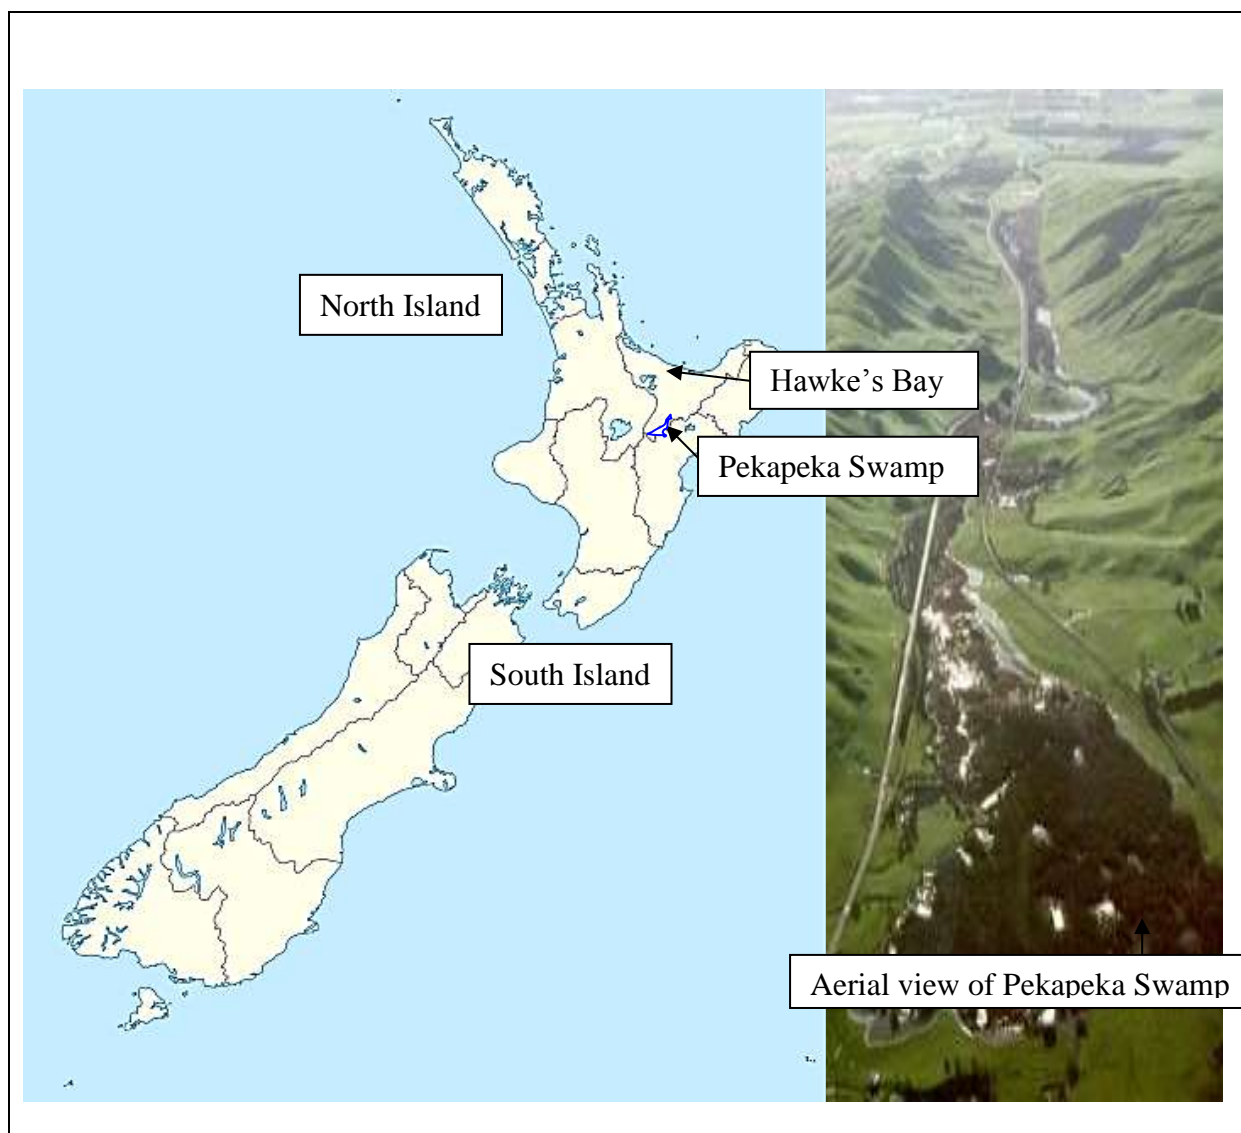 North Island
Hawke's Bay
Pekapeka Swamp
South Island
Aerial view of Pekapeka Swamp